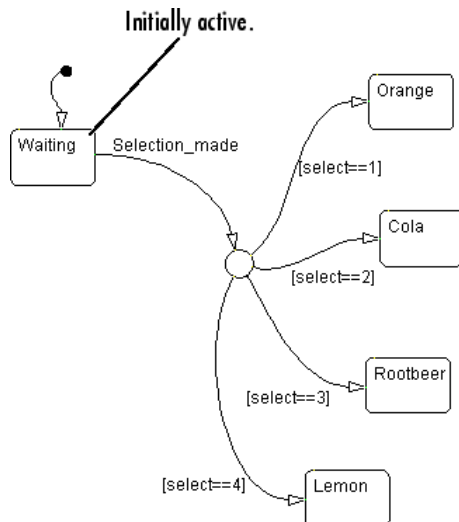 Initially active.
Orange
Waiting
Selection_made
[select==1]
Cola
[select==2]
Rootbeer
[select==3]
[select==4]
Lemon